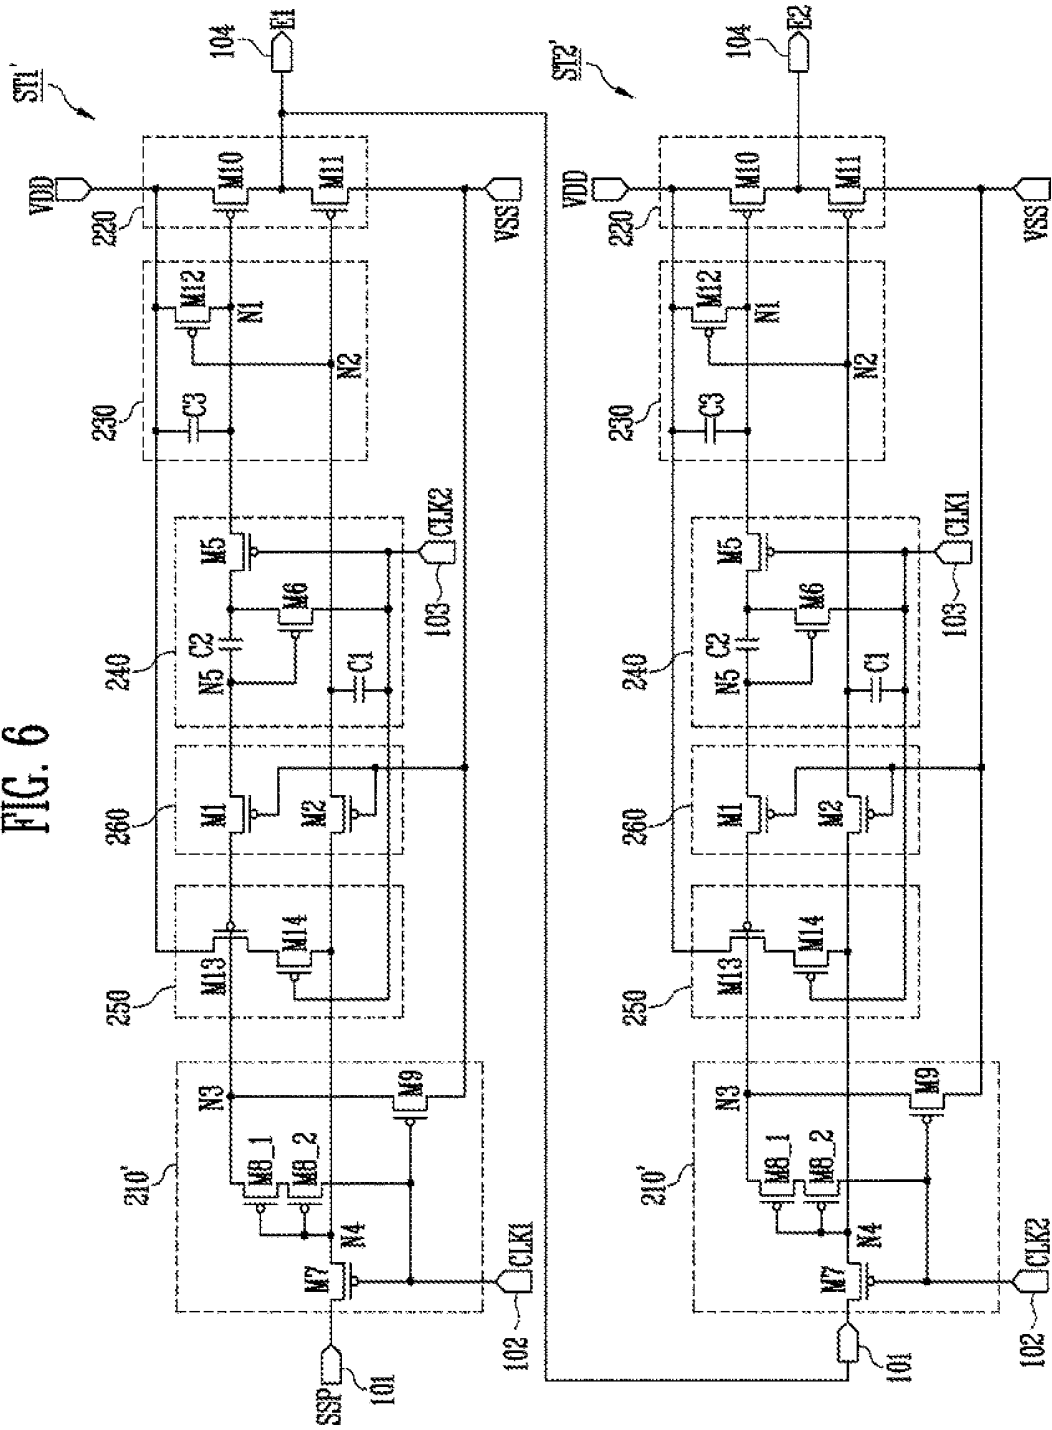 FIG. 6
ST1'
210'
250
260
240
230
220
VDD
SSP
101
M7
N4
M8_1
M8_2
N3
M9
102
CLK1
M13
M14
M1
M2
N5
C2
M6
C1
M5
103
CLK2
C3
M12
N1
N2
M10
M11
VSS
104
E1
ST2'
210'
250
260
240
230
220
VDD
101
M7
N4
M8_1
M8_2
N3
M9
102
CLK2
M13
M14
M1
M2
N5
C2
M6
C1
M5
103
CLK1
C3
M12
N1
N2
M10
M11
VSS
104
E2